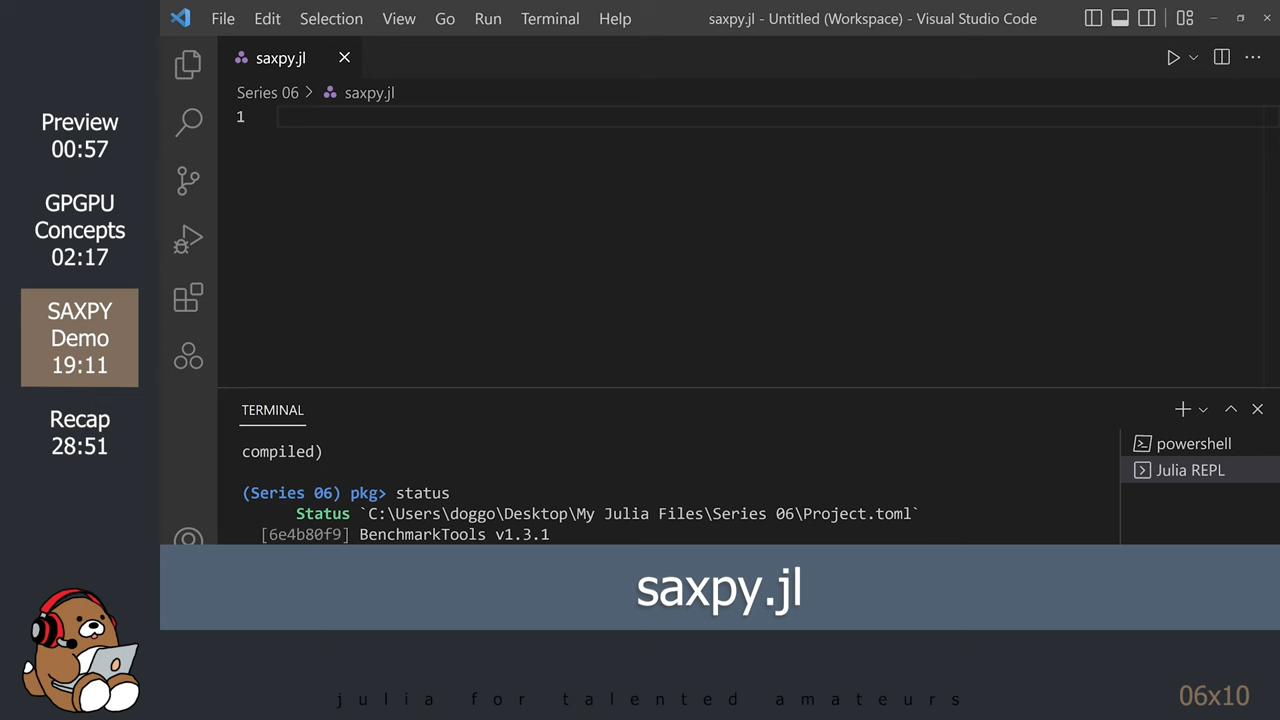 File Edit Selection View Go Run Terminal Help
saxpy.jl - Untitled (Workspace) - Visual Studio Code
saxpy.jl
Series 06 > saxpy.jl
1
Preview
00:57
GPGPU
Concepts
02:17
SAXPY
Demo
19:11
Recap
28:51
TERMINAL
compiled)
(Series 06) pkg> status
Status `C:\Users\doggo\Desktop\My Julia Files\Series 06\Project.toml`
[6e4b80f9] BenchmarkTools v1.3.1
powershell
Julia REPL
saxpy.jl
julia for talented amateurs
06x10